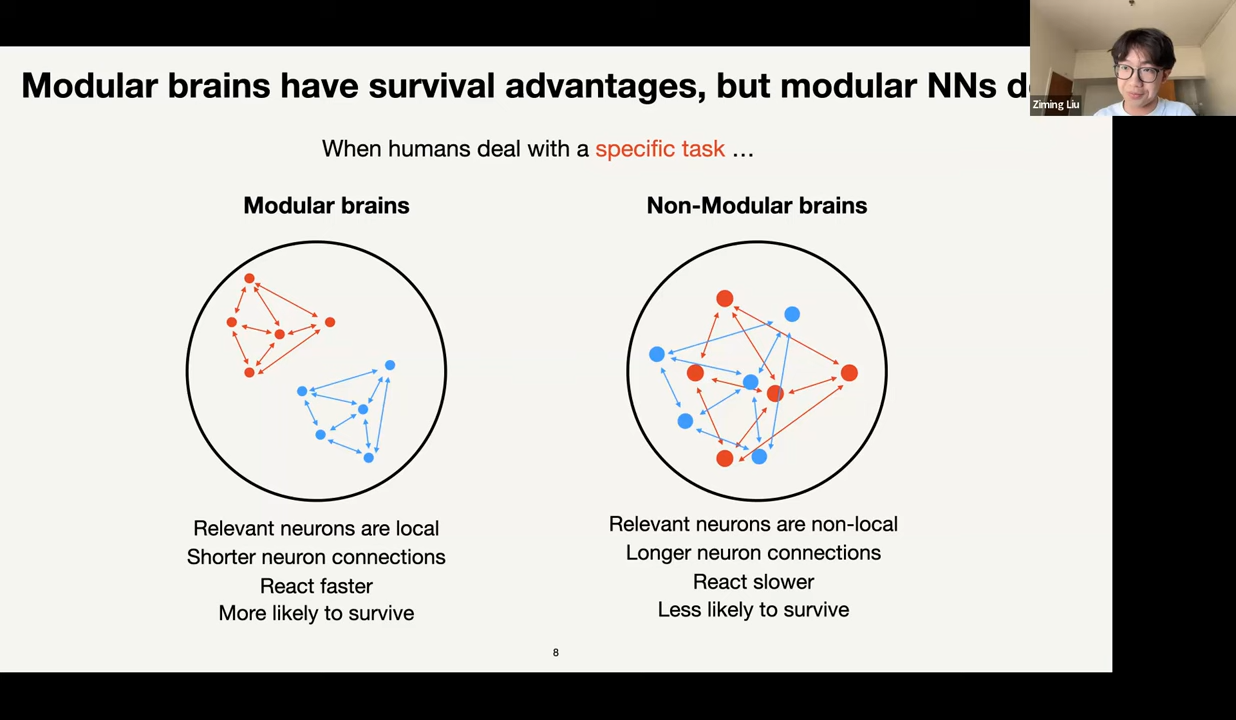 Modular brains have survival advantages, but modular NNs
Ziming Liu
When humans deal with a specific task ...
Modular brains
Non-Modular brains
Relevant neurons are local
Shorter neuron connections
React faster
More likely to survive
Relevant neurons are non-local
Longer neuron connections
React slower
Less likely to survive
8